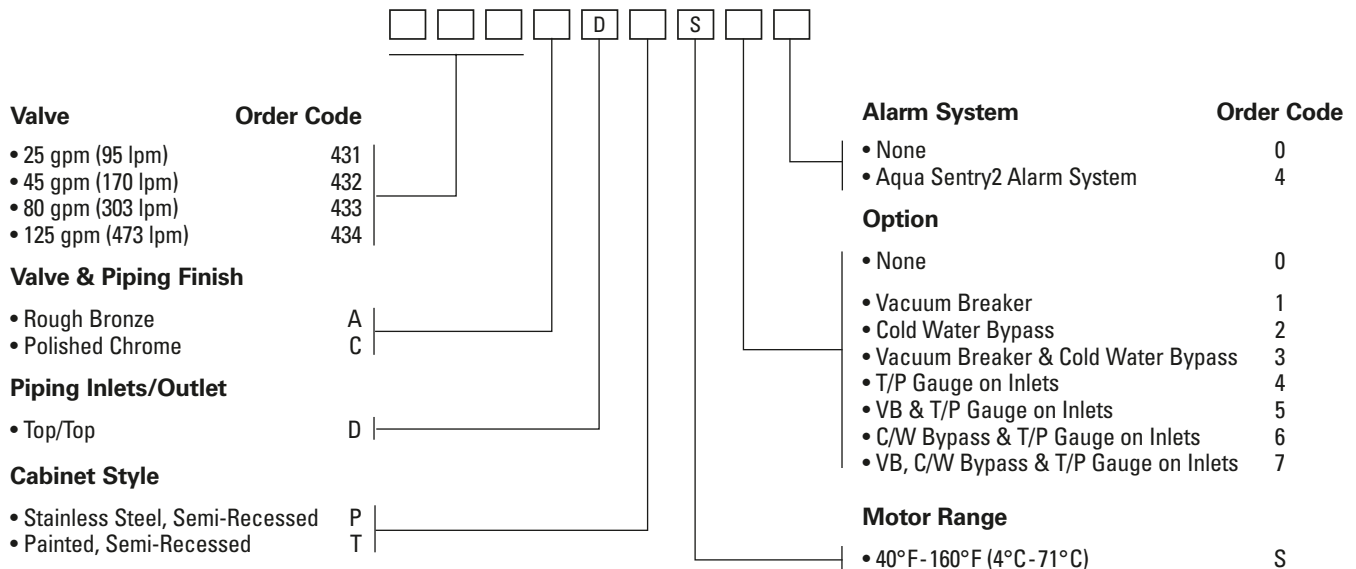 D S
Valve Order Code
• 25 gpm (95 lpm) 431
• 45 gpm (170 lpm) 432
• 80 gpm (303 lpm) 433
• 125 gpm (473 lpm) 434
Valve & Piping Finish
• Rough Bronze A
• Polished Chrome C
Piping Inlets/Outlet
• Top/Top D
Cabinet Style
• Stainless Steel, Semi-Recessed P
• Painted, Semi-Recessed T
Alarm System Order Code
• None 0
• Aqua Sentry2 Alarm System 4
Option
• None 0
• Vacuum Breaker 1
• Cold Water Bypass 2
• Vacuum Breaker & Cold Water Bypass 3
• T/P Gauge on Inlets 4
• VB & T/P Gauge on Inlets 5
• C/W Bypass & T/P Gauge on Inlets 6
• VB, C/W Bypass & T/P Gauge on Inlets 7
Motor Range
• 40°F-160°F (4°C-71°C) S